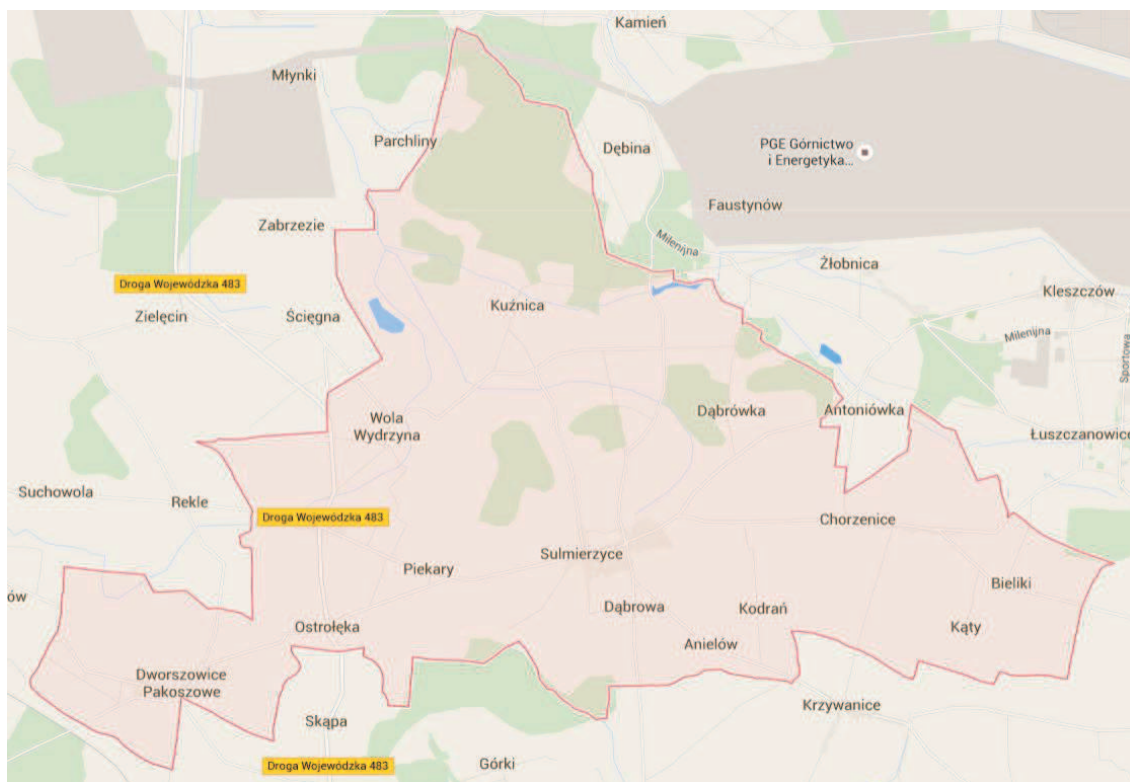 Kamień
Młynki
Parchliny
Dębina
PGE Górnictwo
i Energetyka...
Faustynów
Zabrzezie
Milenijna
Żłobnica
Droga Wojewódzka 483
Kleszczów
Kuźnica
Zielęcin
Ścięgna
Milenijna
Sportowa
Dąbrówka
Antoniówka
Wola
Wydrzyna
Łuszczanowice
Suchowola
Rekle
Droga Wojewódzka 483
Chorzenice
Sulmierzyce
Piekary
Bieliki
ów
Dąbrowa
Kodrań
Ostrołęka
Kąty
Anielów
Dworszowice
Pakoszowe
Krzywanice
Skąpa
Górki
Droga Wojewódzka 483